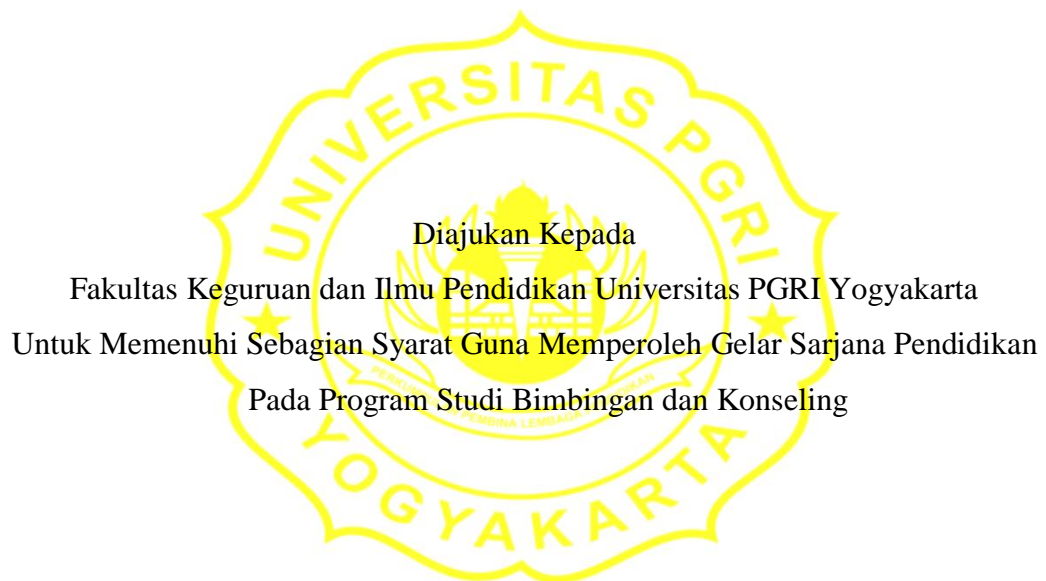 UNIVERSITAS PGRI
Diajukan Kepada
Fakultas Keguruan dan Ilmu Pendidikan Universitas PGRI Yogyakarta
Untuk Memenuhi Sebagian Syarat Guna Memperoleh Gelar Sarjana Pendidikan
Pada Program Studi Bimbingan dan Konseling
PEMBINA
YOGYAKARTA